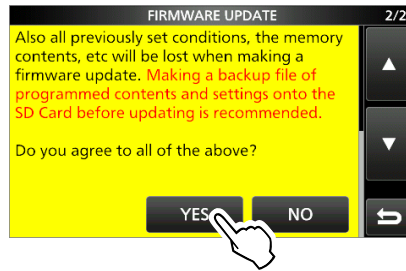 FIRMWARE UPDATE 2/2
Also all previously set conditions, the memory
contents, etc will be lost when making a
firmware update. Making a backup file of
programmed contents and settings onto the
SD Card before updating is recommended.
Do you agree to all of the above?
YES NO